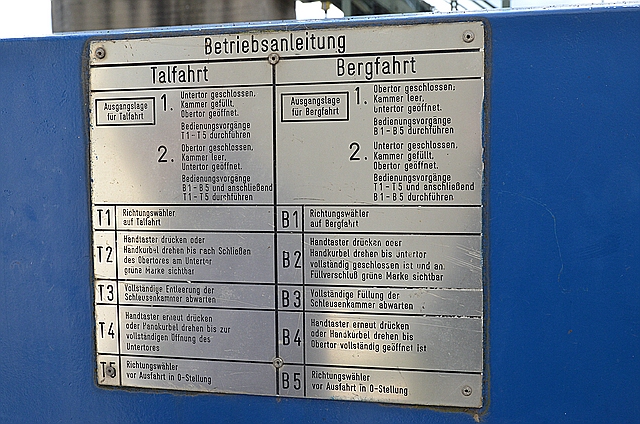 Betriebsanleitung
Talfahrt
Ausgangslage
für Talfahrt
1. Untertor geschlossen,
Kammer gefüllt,
Obertor geöffnet.
Bedienungsvorgänge
T1-T5 durchführen
2. Obertor geschlossen,
Kammer leer,
Untertor geöffnet.
Bedienungsvorgänge
B1-B5 und anschließend
T1-T5 durchführen
T1 Richtungswähler
auf Talfahrt
T2 Handtaster drücken oder
Handkurbel drehen bis nach Schließen
des Obertores am Untertor
grüne Marke sichtbar
T3 Vollständige Entleerung der
Schleusenkammer abwarten
T4 Handtaster erneut drücken
oder Handkurbel drehen bis zur
vollständigen Öffnung des
Untertores
T5 Richtungswähler
vor Ausfahrt in 0-Stellung
Bergfahrt
Ausgangslage
für Bergfahrt
1. Obertor geschlossen,
Kammer leer,
Untertor geöffnet.
Bedienungsvorgänge
B1-B5 durchführen
2. Untertor geschlossen,
Kammer gefüllt,
Obertor geöffnet.
Bedienungsvorgänge
T1-T5 und anschließend
B1-B5 durchführen
B1 Richtungswähler
auf Bergfahrt
B2 Handtaster drücken oder
Handkurbel drehen bis Untertor
vollständig geschlossen ist und an
Füllverschluß grüne Marke sichtbar
B3 Vollständige Füllung der
Schleusenkammer abwarten
B4 Handtaster erneut drücken
oder Handkurbel drehen bis
Obertor vollständig geöffnet ist
B5 Richtungswähler
vor Ausfahrt in 0-Stellung